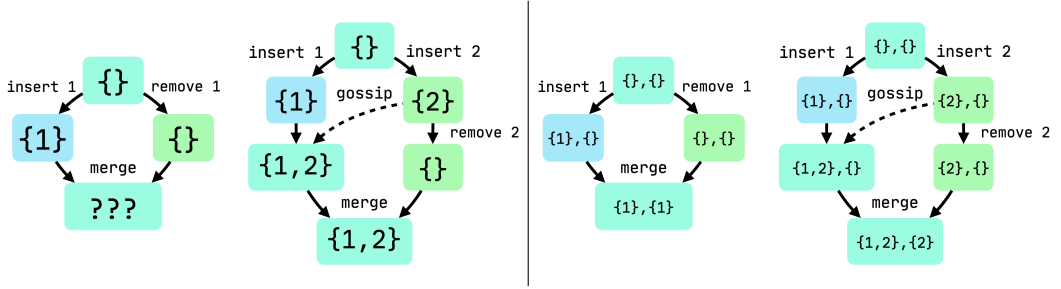 {}
insert 1
remove 1
{1}
{}
merge
???
{}
insert 1
insert 2
{1}
gossip
{2}
remove 2
{1,2}
{}
merge
{1,2}
{},{}
insert 1
remove 1
{1},{}
{},{}
merge
{1},{1}
{},{}
insert 1
insert 2
{1},{}
gossip
{2},{}
remove 2
{1,2},{}
{2},{}
merge
{1,2},{2}